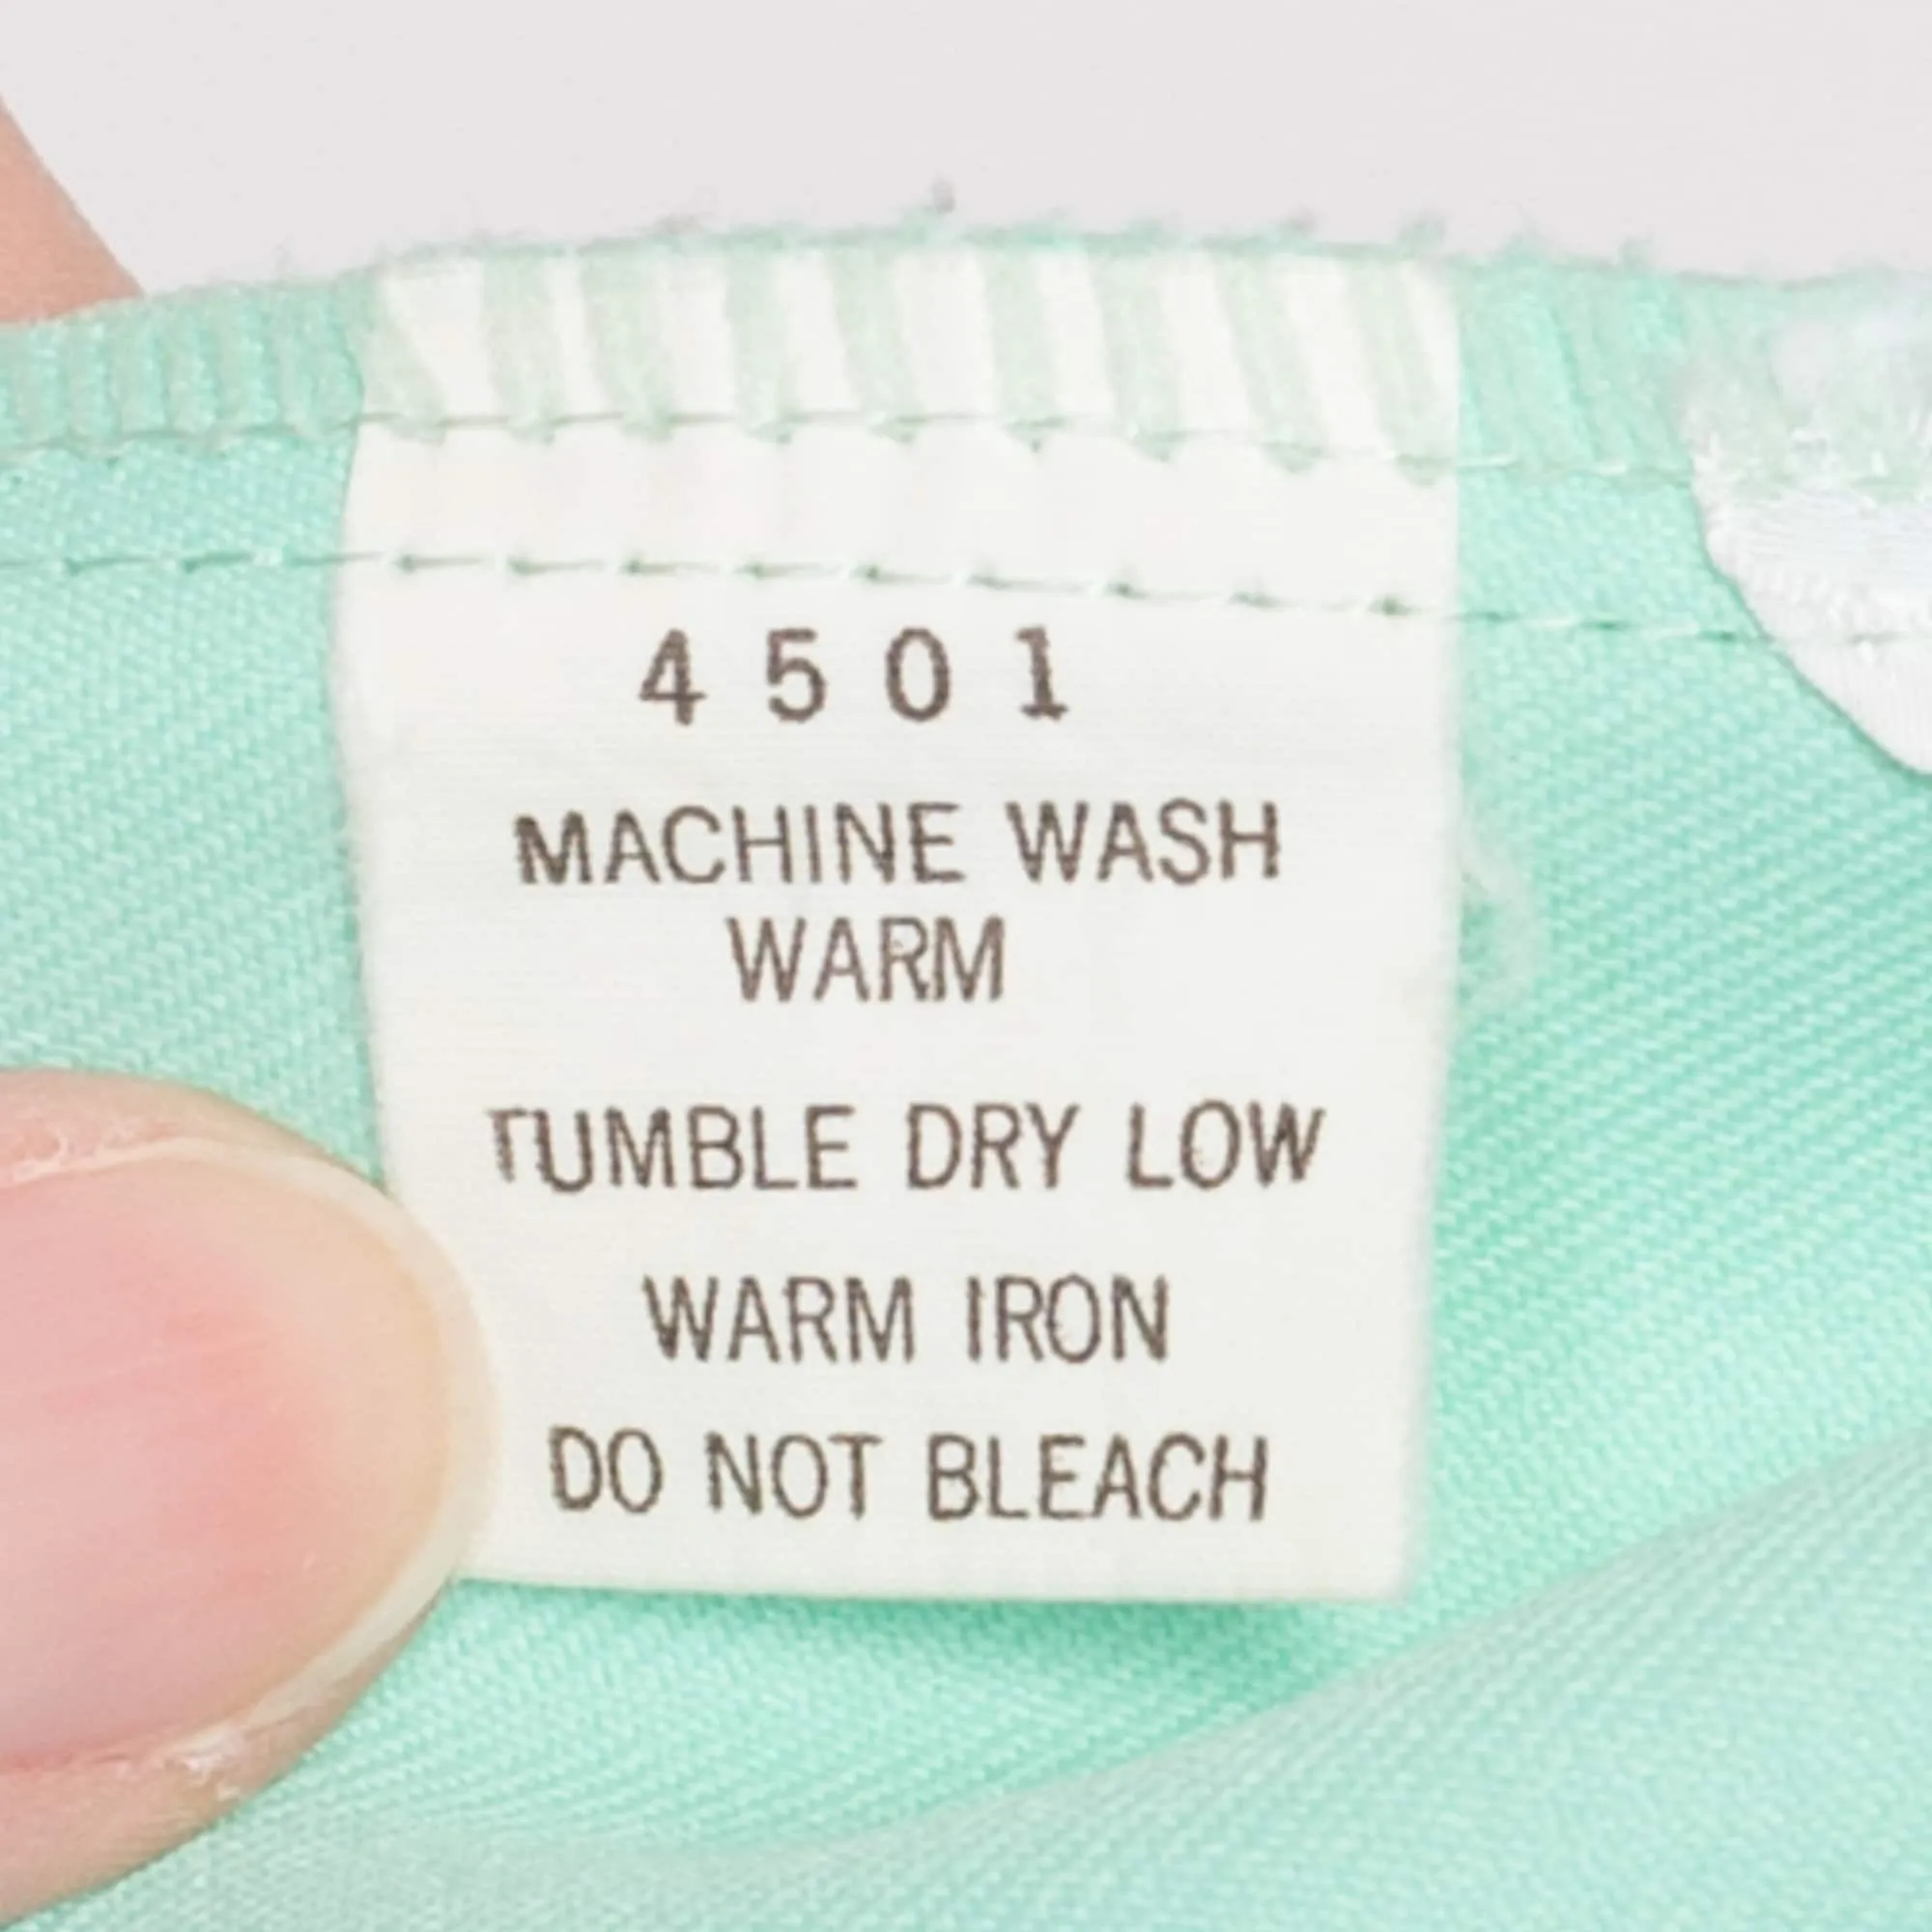 4501
MACHINE WASH
WARM
TUMBLE DRY LOW
WARM IRON
DO NOT BLEACH